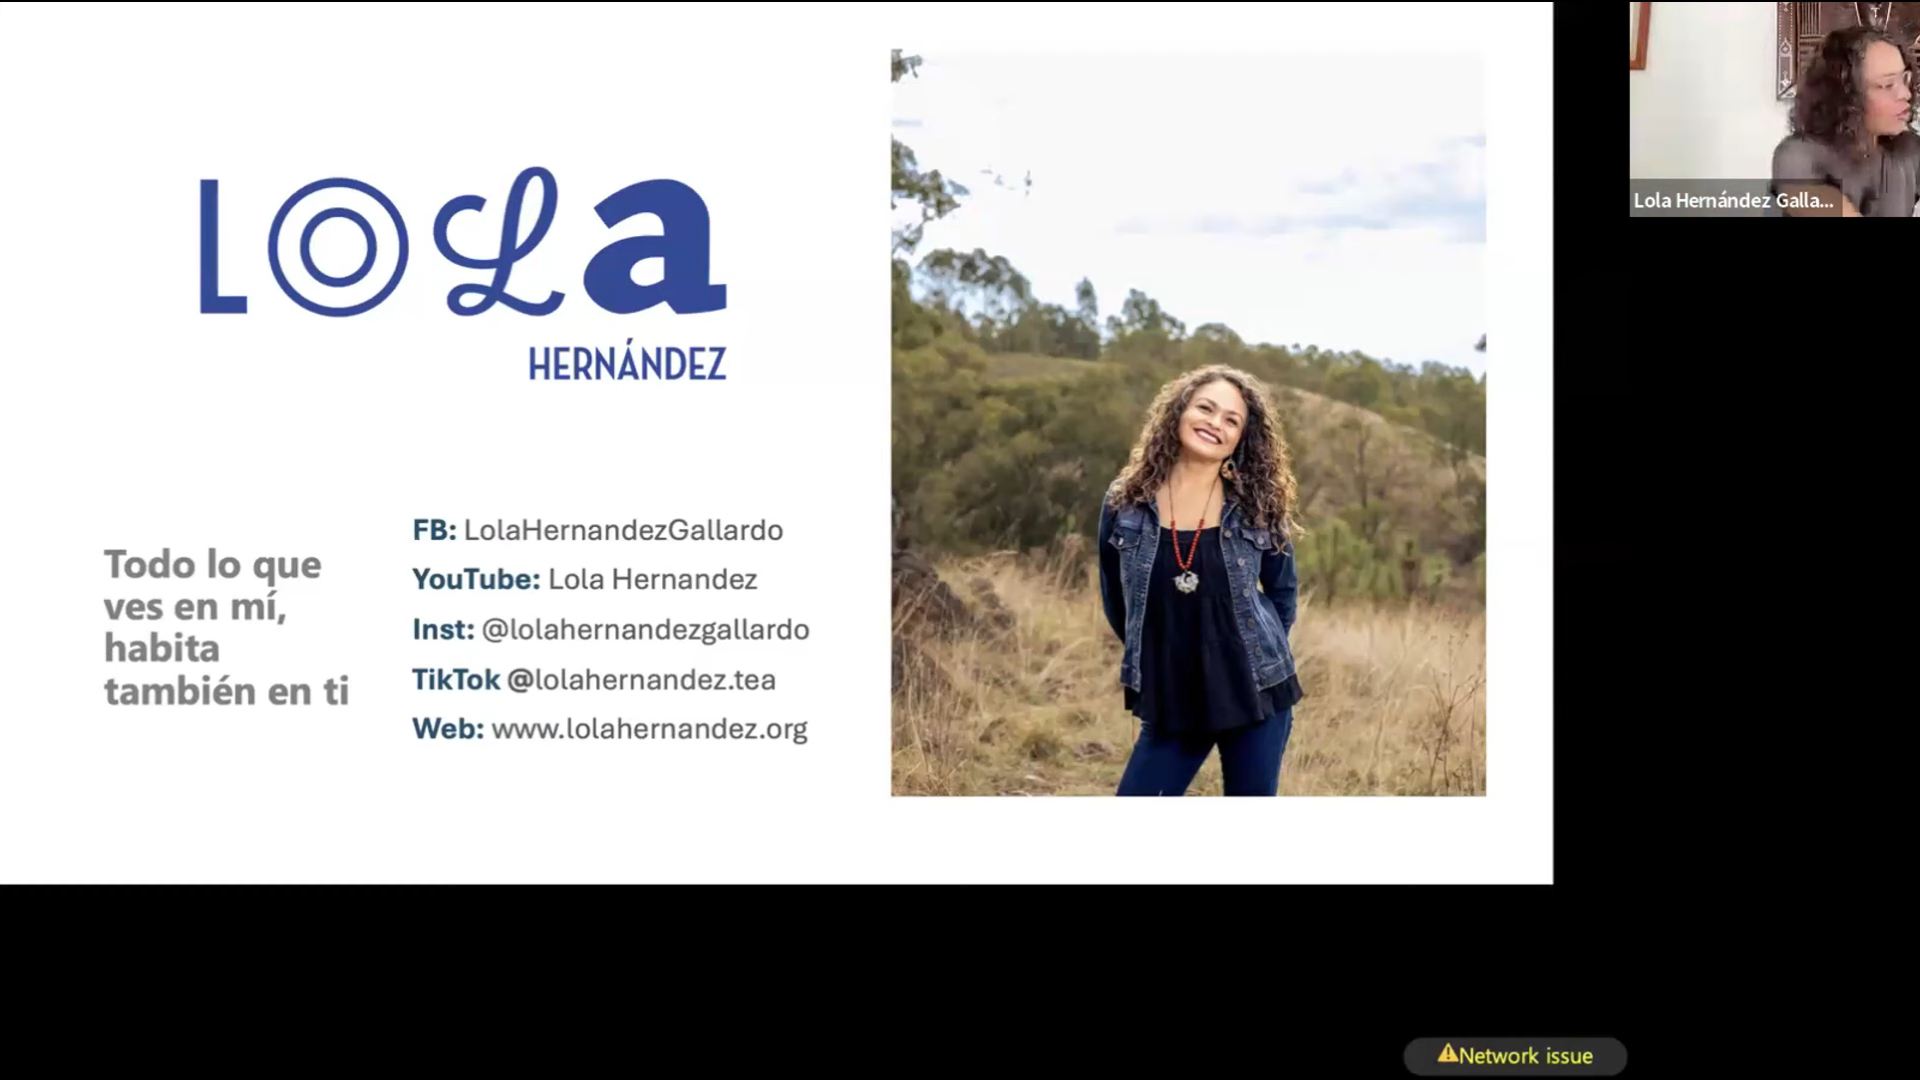 LOLa
HERNÁNDEZ
Todo lo que
ves en mí,
habita
también en ti
FB: LolaHernandezGallardo
YouTube: Lola Hernandez
Inst: @lolahernandezgallardo
TikTok @lolahernandez.tea
Web: www.lolahernandez.org
Lola Hernández Galla...
Network issue